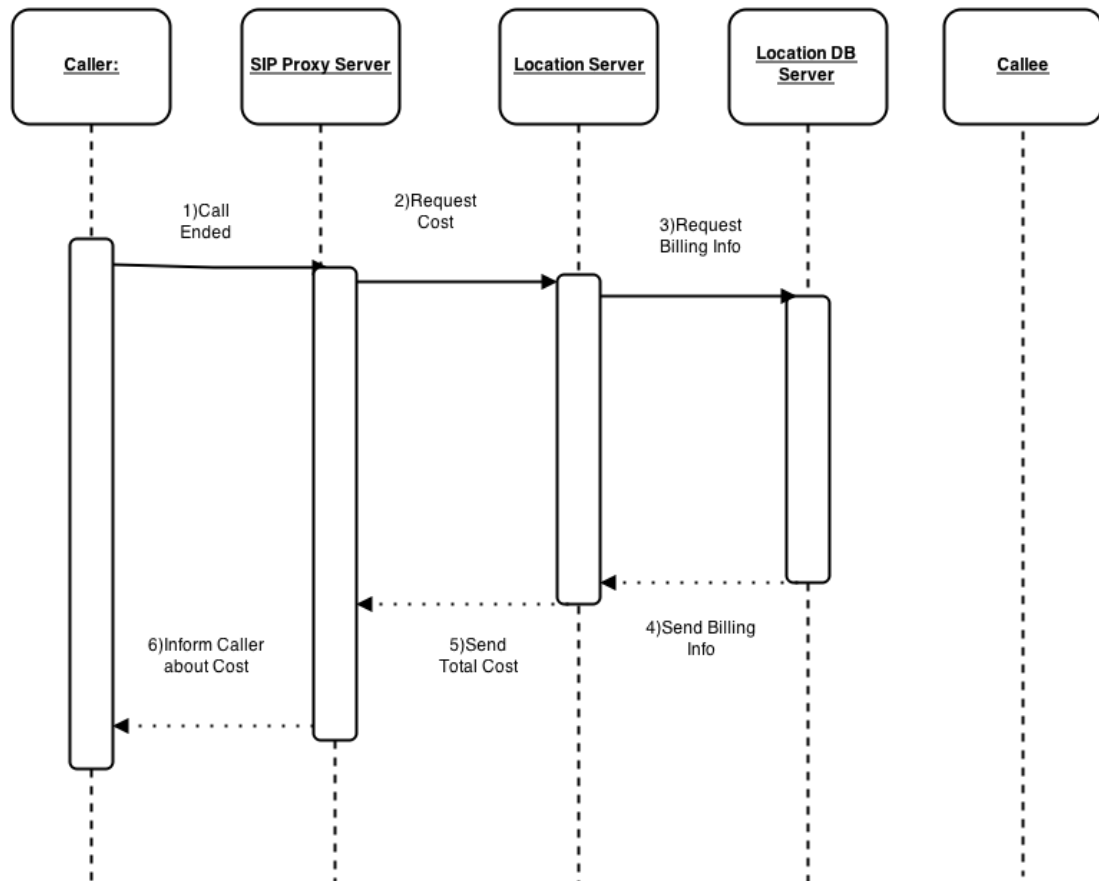 Caller:
SIP Proxy Server
Location Server
Location DB
Server
Callee
1)Call
Ended
2)Request
Cost
3)Request
Billing Info
4)Send Billing
Info
5)Send
Total Cost
6)Inform Caller
about Cost